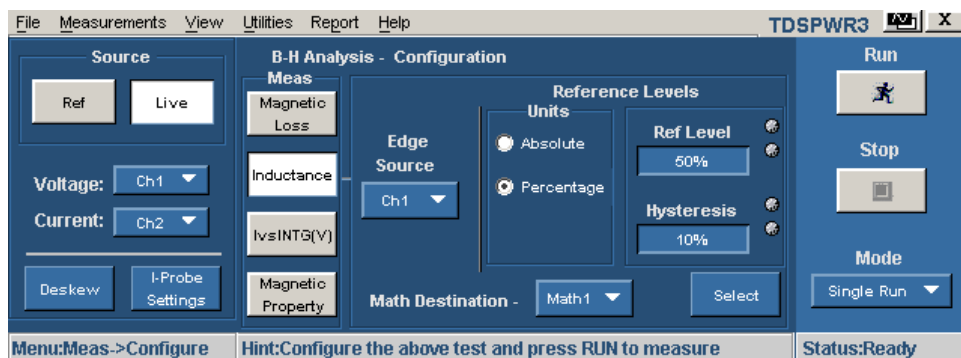 File Measurements View Utilities Report Help TDSPWR3 X
Source
Ref Live
Voltage: Ch1
Current: Ch2
Deskew I-Probe Settings
B-H Analysis - Configuration
Meas
Magnetic Loss
Inductance
IvsINTG(V)
Magnetic Property
Edge Source
Ch1
Reference Levels
Units
Absolute
Percentage
Ref Level
50%
Hysteresis
10%
Math Destination - Math1 Select
Run
Stop
Mode
Single Run
Menu:Meas->Configure Hint:Configure the above test and press RUN to measure Status:Ready